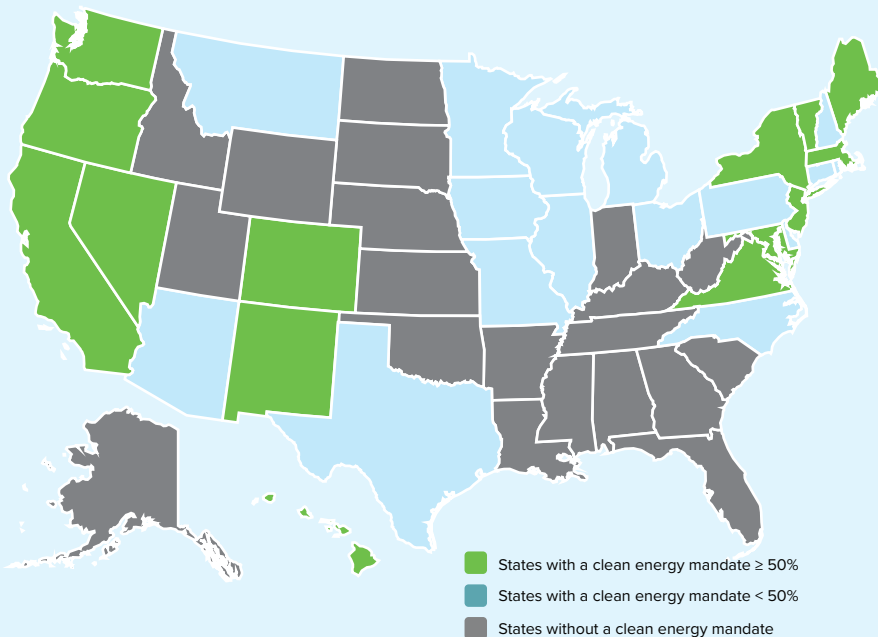 States with a clean energy mandate ≥ 50%
States with a clean energy mandate < 50%
States without a clean energy mandate